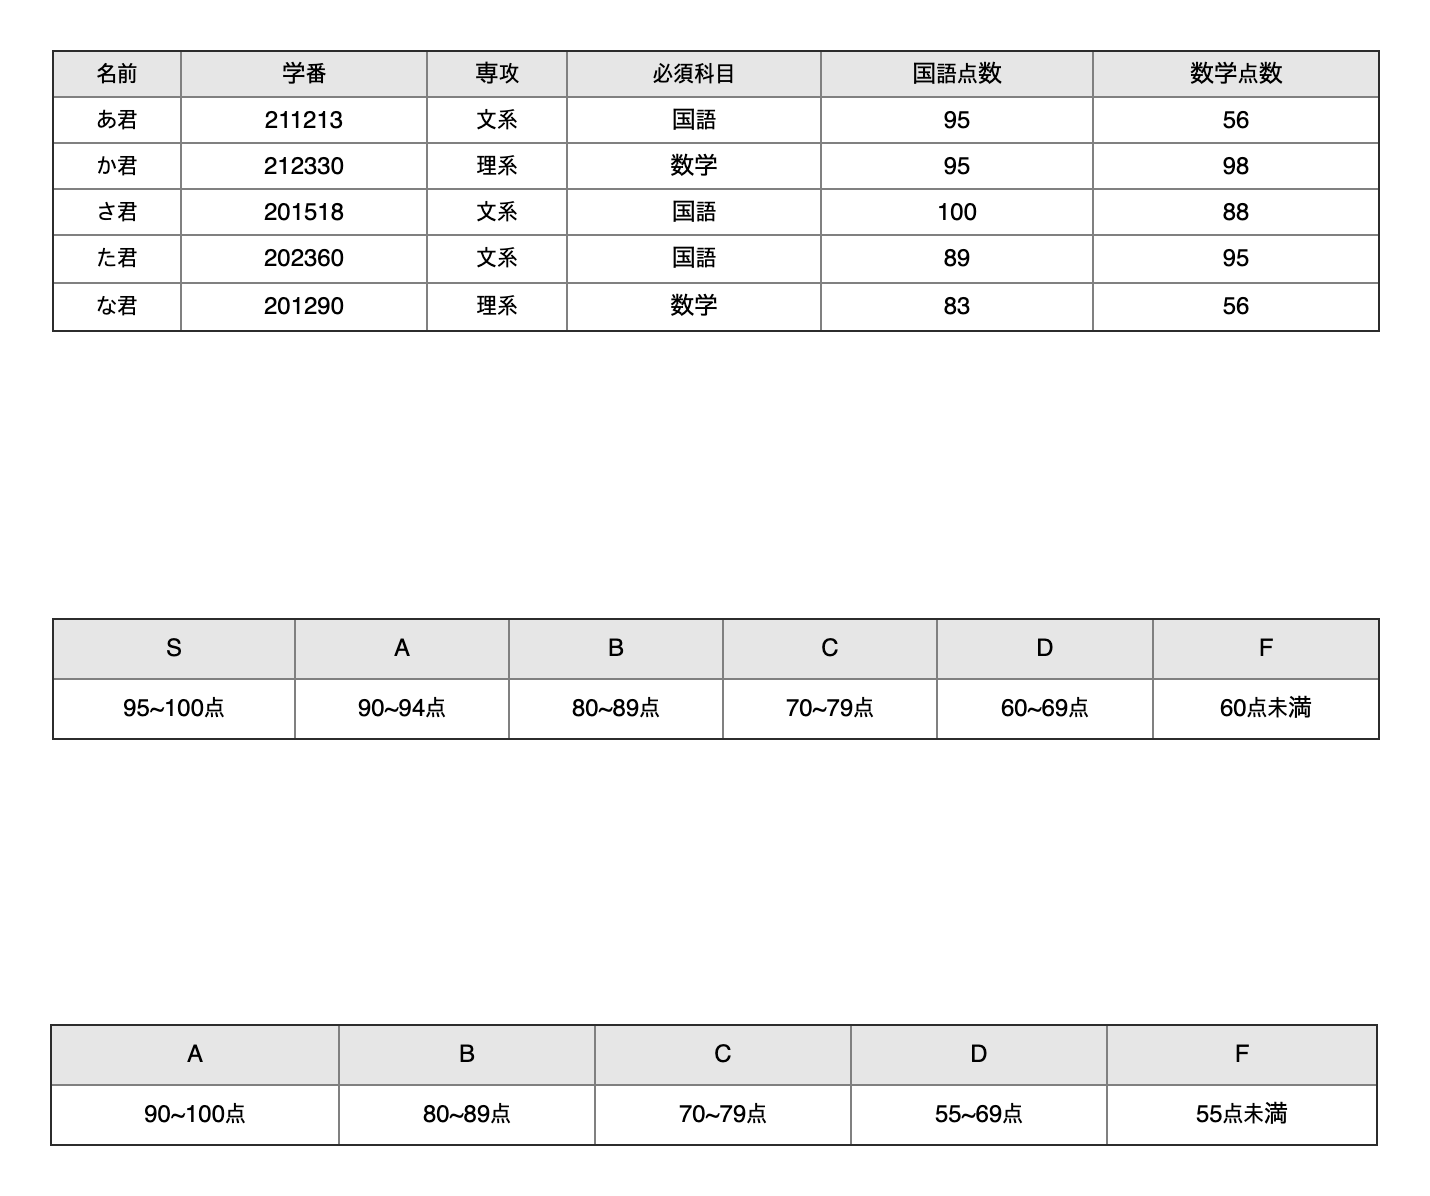 名前 学番 専攻 必須科目 国語点数 数学点数
あ君 211213 文系 国語 95 56
か君 212330 理系 数学 95 98
さ君 201518 文系 国語 100 88
た君 202360 文系 国語 89 95
な君 201290 理系 数学 83 56
S A B C D F
95~100点 90~94点 80~89点 70~79点 60~69点 60点未満
A B C D F
90~100点 80~89点 70~79点 55~69点 55点未満